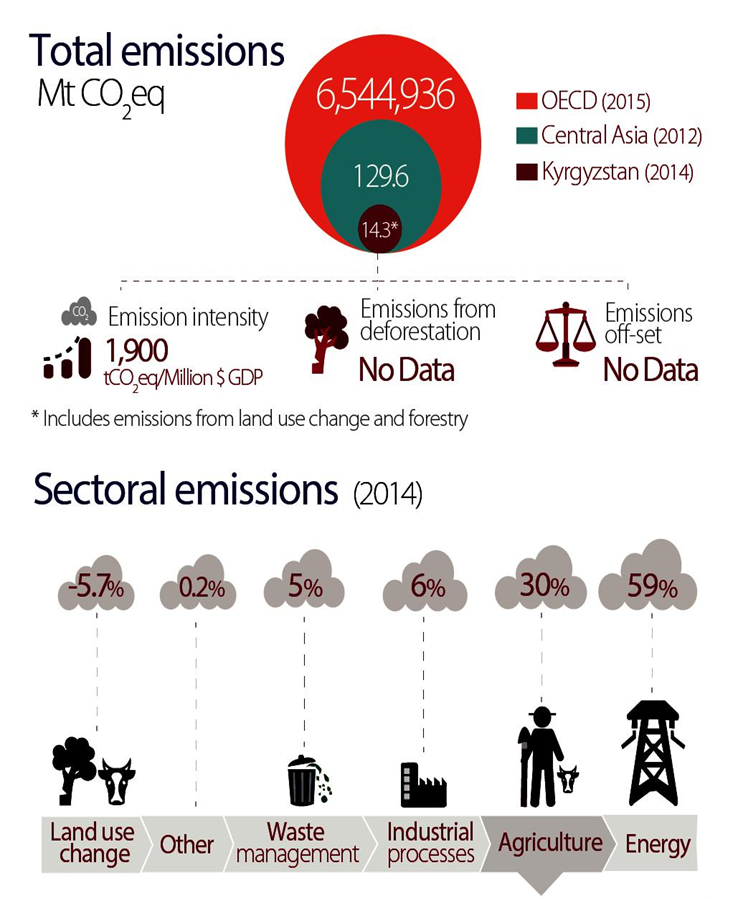 Total emissions
Mt CO2eq
6,544,936
129.6
14.3*
OECD (2015)
Central Asia (2012)
Kyrgyzstan (2014)
CO2
Emission intensity
1,900
tCO2eq/Million $ GDP
Emissions from
deforestation
No Data
Emissions
off-set
No Data
* Includes emissions from land use change and forestry
Sectoral emissions (2014)
-5.7%
0.2%
5%
6%
30%
59%
Land use
change
Other
Waste
management
Industrial
processes
Agriculture
Energy